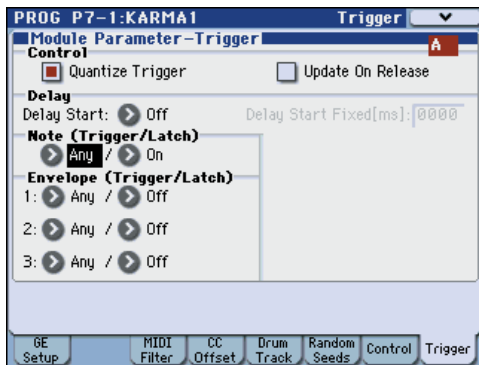 PROG P7-1:KARMA1 Trigger
Module Parameter-Trigger
A
Control
Quantize Trigger Update On Release
Delay
Delay Start: Off Delay Start Fixed[ms]: 0000
Note (Trigger/Latch)
Any / On
Envelope (Trigger/Latch)
1: Any / Off
2: Any / Off
3: Any / Off
GE Setup MIDI Filter CC Offset Drum Track Random Seeds Control Trigger